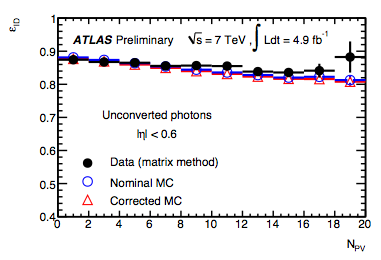 ε_ID
ATLAS Preliminary √s = 7 TeV , ∫ Ldt = 4.9 fb⁻¹
1
0.9
0.8
0.7
0.6
0.5
0.4
Unconverted photons
|η| < 0.6
Data (matrix method)
Nominal MC
Corrected MC
0 2 4 6 8 10 12 14 16 18 20
N_PV